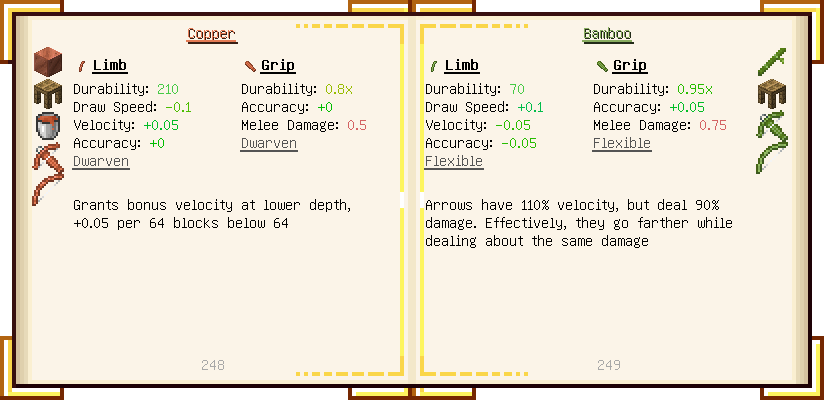 Copper
Limb
Durability: 210
Draw Speed: -0.1
Velocity: +0.05
Accuracy: +0
Dwarven
Grip
Durability: 0.8x
Accuracy: +0
Melee Damage: 0.5
Dwarven
Grants bonus velocity at lower depth,
+0.05 per 64 blocks below 64
248
Bamboo
Limb
Durability: 70
Draw Speed: +0.1
Velocity: -0.05
Accuracy: -0.05
Flexible
Grip
Durability: 0.95x
Accuracy: +0.05
Melee Damage: 0.75
Flexible
Arrows have 110% velocity, but deal 90%
damage. Effectively, they go farther while
dealing about the same damage
249